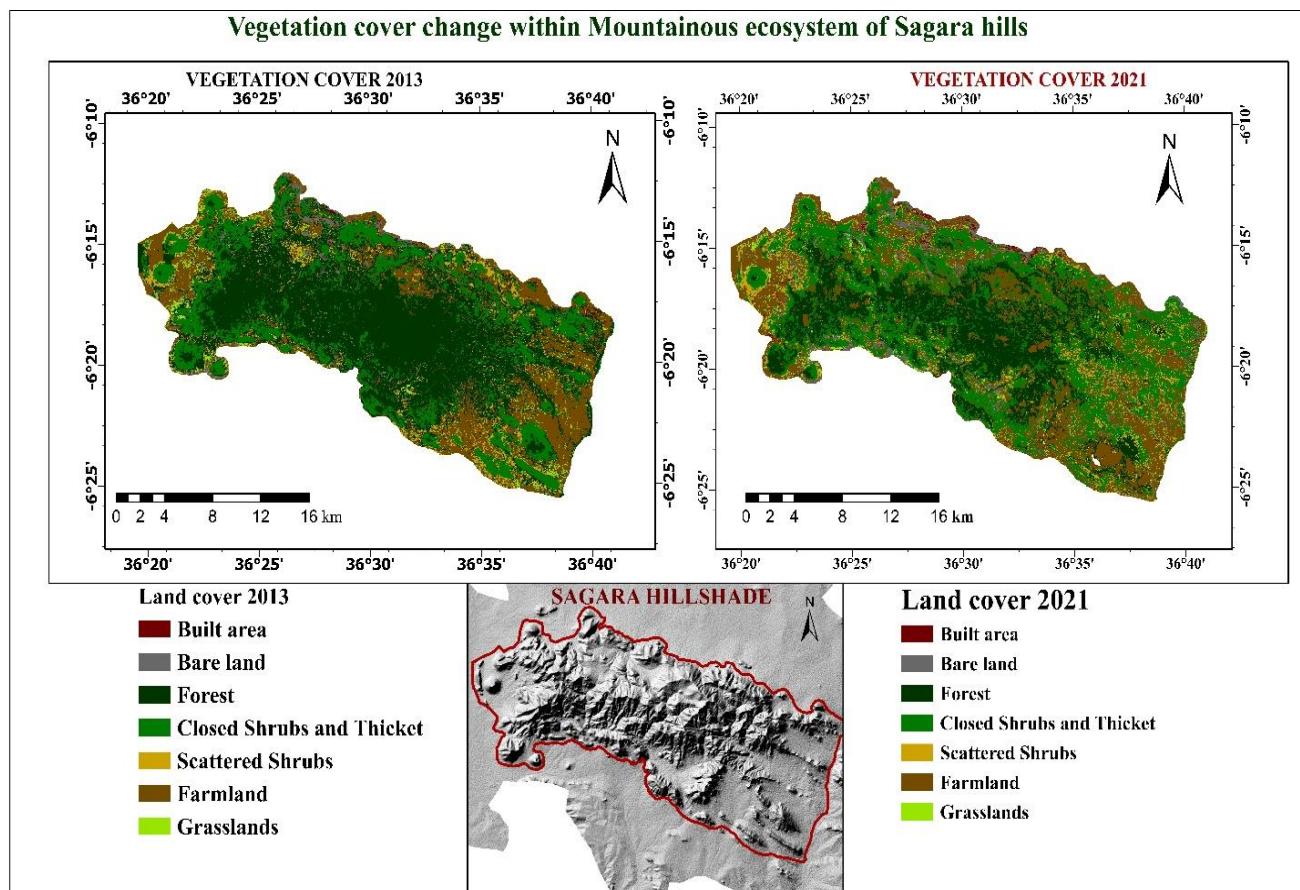 Vegetation cover change within Mountainous ecosystem of Sagara hills
VEGETATION COVER 2013
36°20' 36°25' 36°30' 36°35' 36°40'
-6°10'
-6°15'
-6°20'
-6°25'
N
-6°10'
-6°15'
-6°20'
-6°25'
0 2 4 8 12 16 km
36°20' 36°25' 36°30' 36°35' 36°40'
VEGETATION COVER 2021
36°20' 36°25' 36°30' 36°35' 36°40'
-6°10'
-6°15'
-6°20'
-6°25'
N
-6°10'
-6°15'
-6°20'
-6°25'
0 2 4 8 12 16 km
36°20' 36°25' 36°30' 36°35' 36°40'
Land cover 2013
Built area
Bare land
Forest
Closed Shrubs and Thicket
Scattered Shrubs
Farmland
Grasslands
SAGARA HILLSHADE
N
Land cover 2021
Built area
Bare land
Forest
Closed Shrubs and Thicket
Scattered Shrubs
Farmland
Grasslands